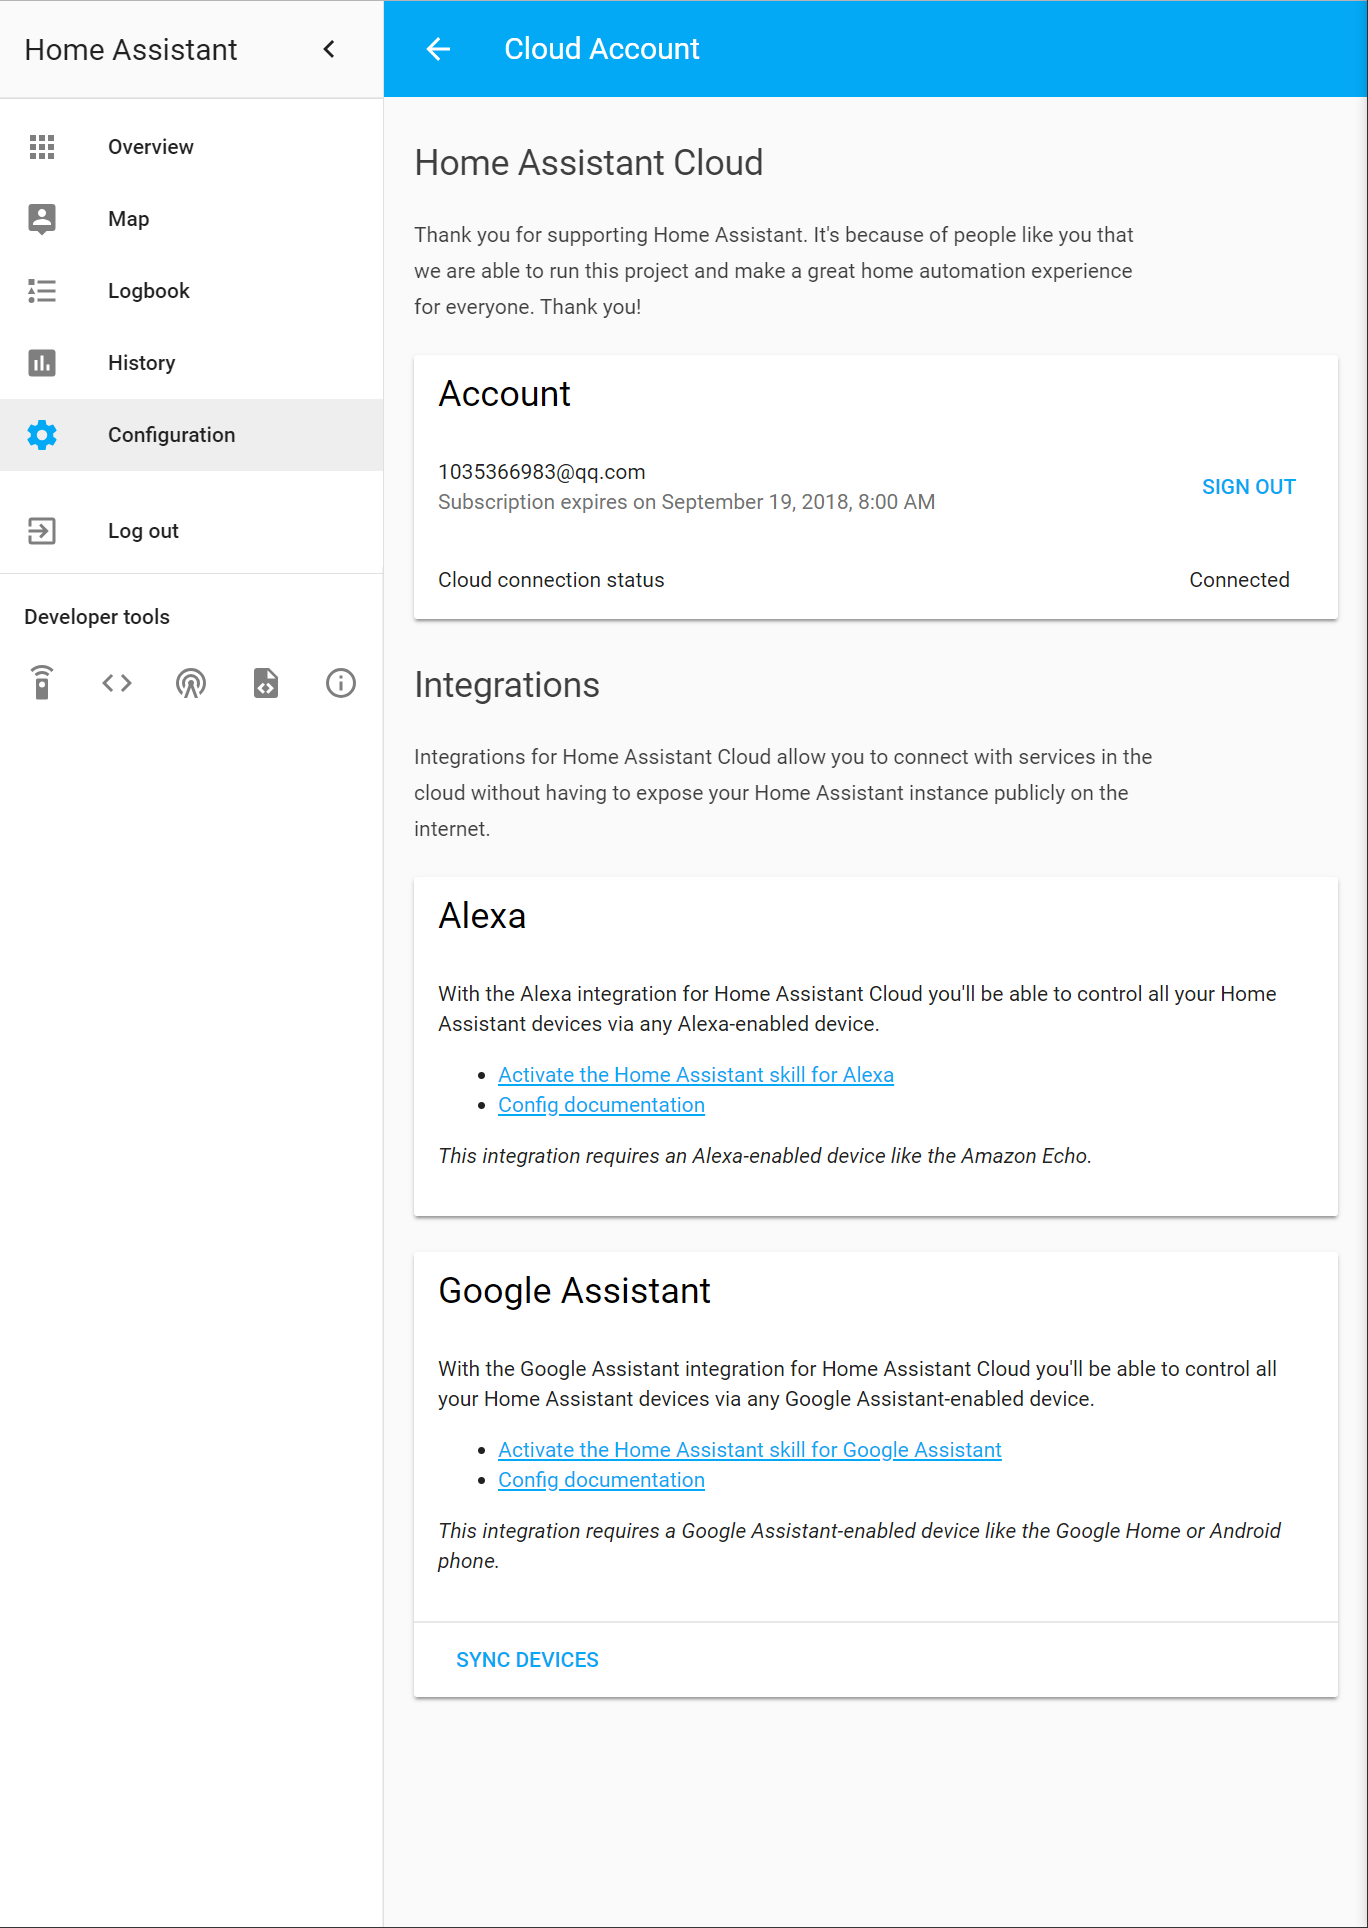 Home Assistant
Cloud Account
Overview
Map
Logbook
History
Configuration
Log out
Developer tools
Home Assistant Cloud
Thank you for supporting Home Assistant. It's because of people like you that
we are able to run this project and make a great home automation experience
for everyone. Thank you!
Account
1035366983@qq.com
Subscription expires on September 19, 2018, 8:00 AM
SIGN OUT
Cloud connection status
Connected
Integrations
Integrations for Home Assistant Cloud allow you to connect with services in the
cloud without having to expose your Home Assistant instance publicly on the
internet.
Alexa
With the Alexa integration for Home Assistant Cloud you'll be able to control all your Home
Assistant devices via any Alexa-enabled device.
Activate the Home Assistant skill for Alexa
Config documentation
This integration requires an Alexa-enabled device like the Amazon Echo.
Google Assistant
With the Google Assistant integration for Home Assistant Cloud you'll be able to control all
your Home Assistant devices via any Google Assistant-enabled device.
Activate the Home Assistant skill for Google Assistant
Config documentation
This integration requires a Google Assistant-enabled device like the Google Home or Android
phone.
SYNC DEVICES